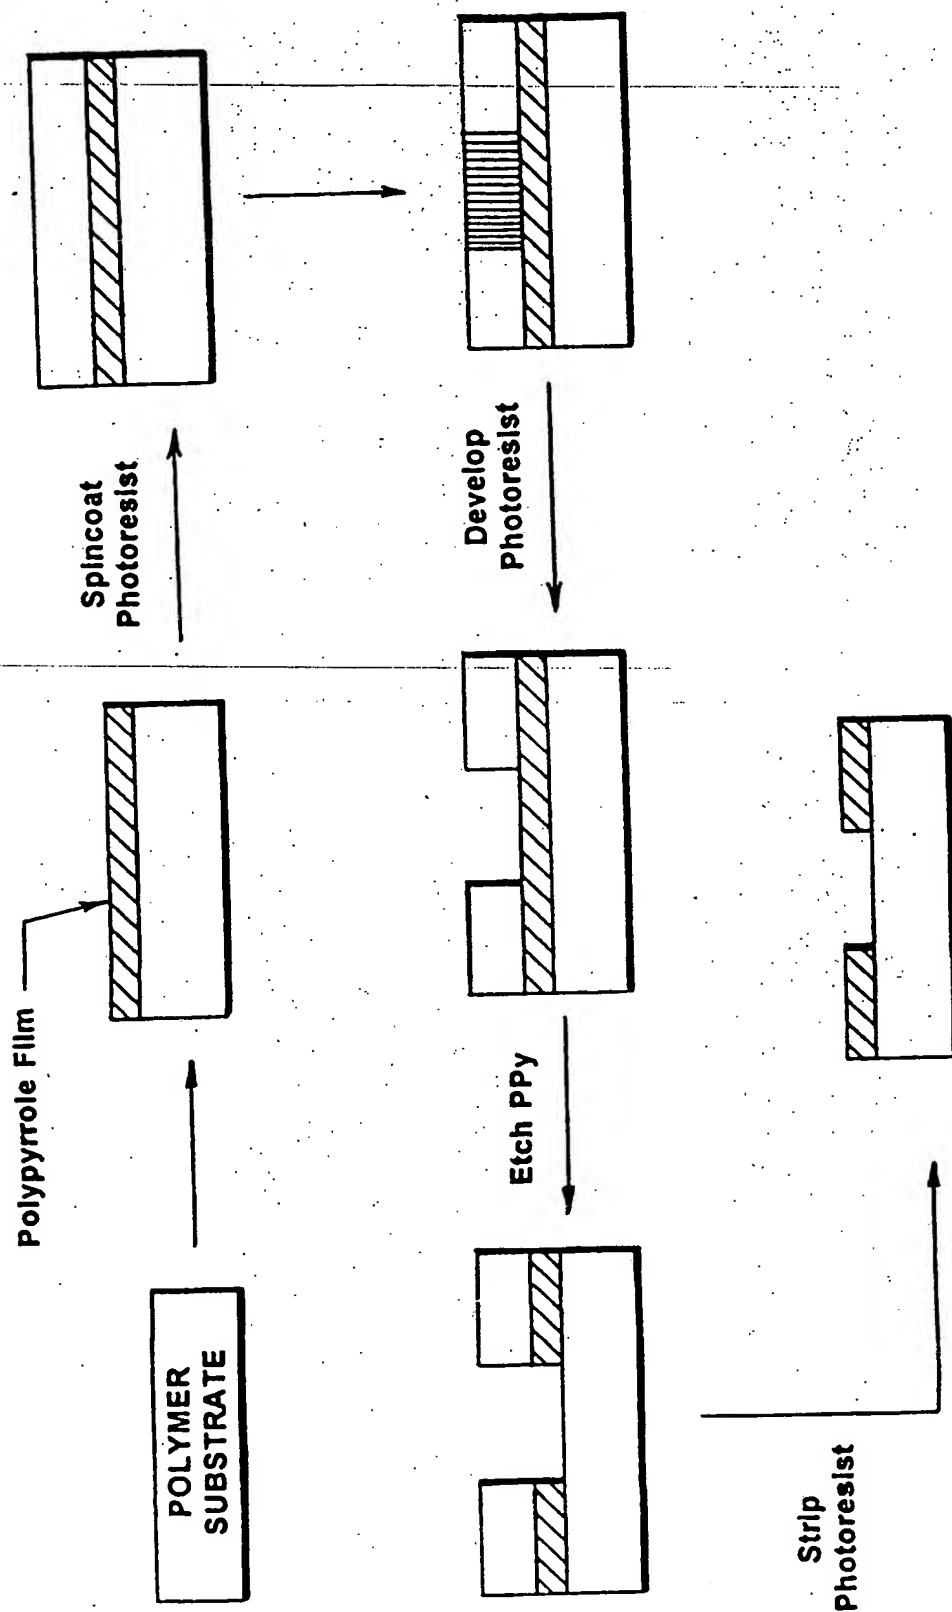 Polypyrrole Film
POLYMER
SUBSTRATE
Spincoat
Photoresist
Develop
Photoresist
Etch PPy
Strip
Photoresist